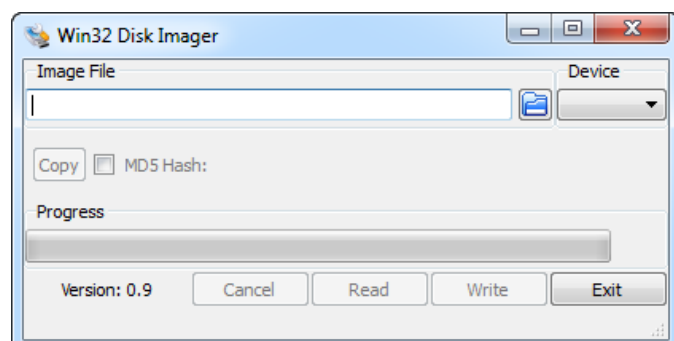 Win32 Disk Imager
Image File Device
Copy MD5 Hash:
Progress
Version: 0.9 Cancel Read Write Exit